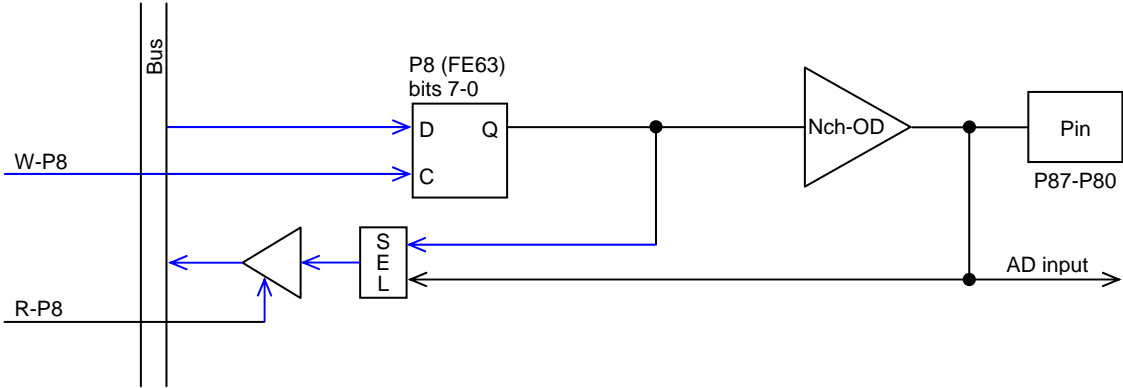 Bus
P8 (FE63)
bits 7-0
D
Q
Nch-OD
Pin
W-P8
C
P87-P80
S
E
L
AD input
R-P8